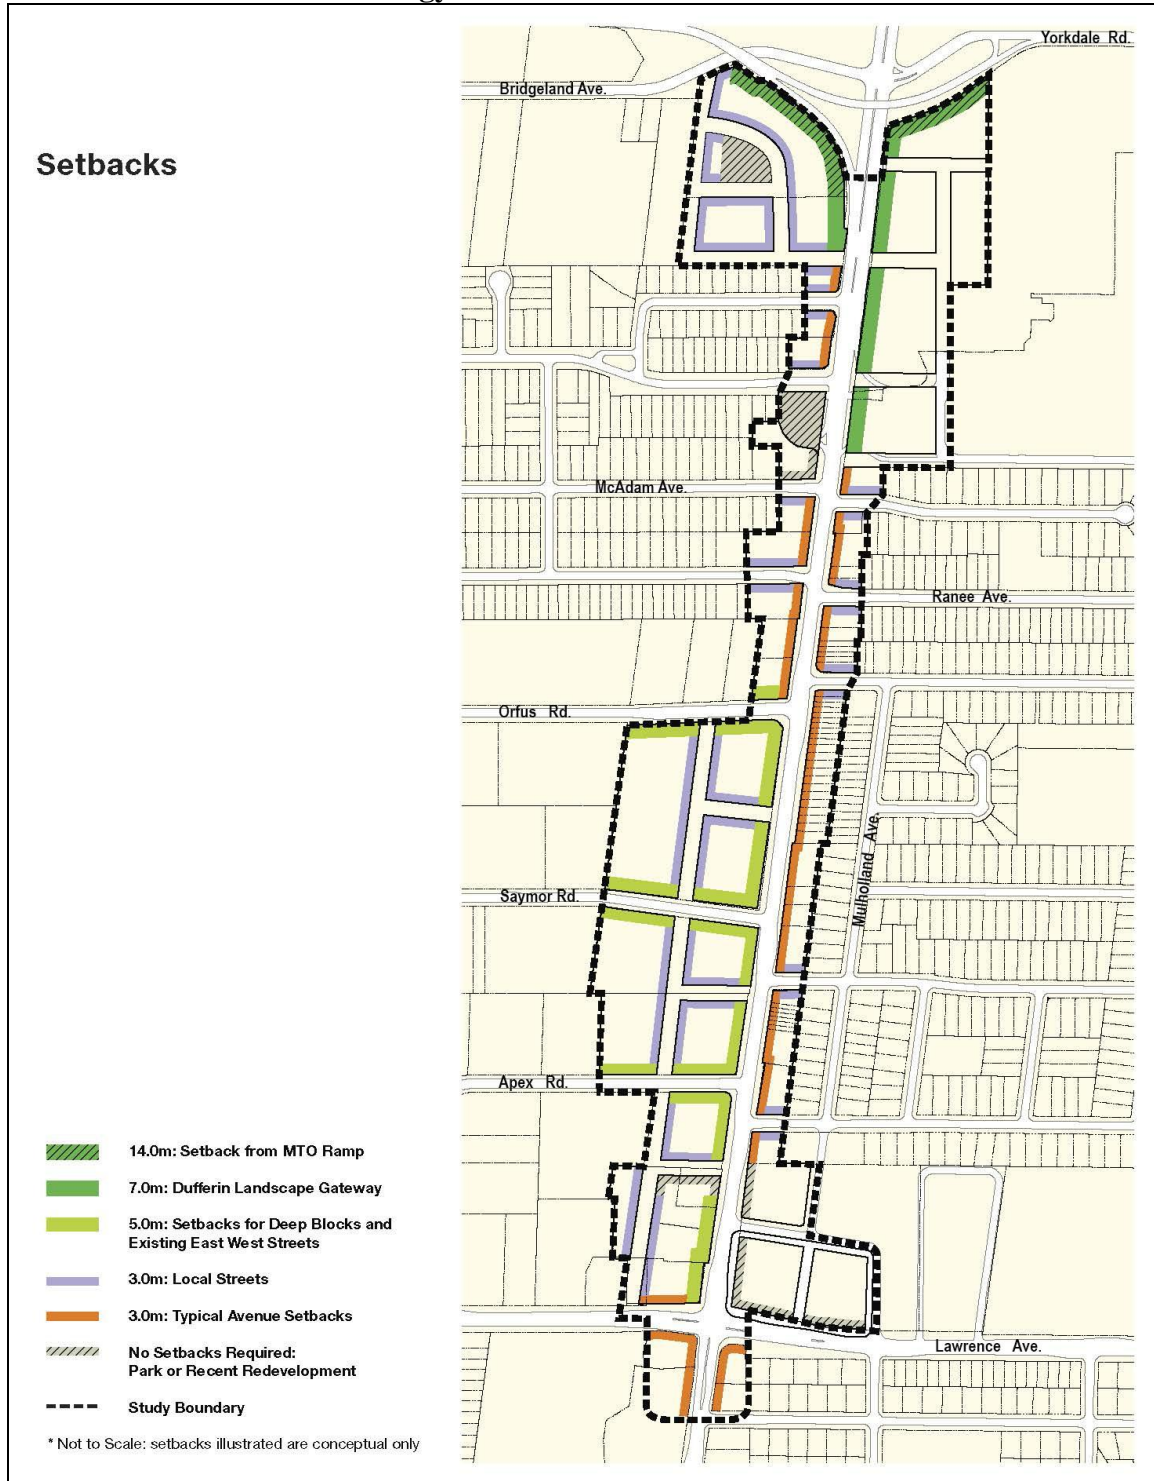 gy
Yorkdale Rd.
Bridgeland Ave.
Setbacks
McAdam Ave.
Ranee Ave.
Orfus Rd.
Mulholland Ave.
Saymor Rd.
Apex Rd.
14.0m: Setback from MTO Ramp
7.0m: Dufferin Landscape Gateway
5.0m: Setbacks for Deep Blocks and
Existing East West Streets
3.0m: Local Streets
3.0m: Typical Avenue Setbacks
No Setbacks Required:
Park or Recent Redevelopment
Lawrence Ave.
Study Boundary
* Not to Scale: setbacks illustrated are conceptual only